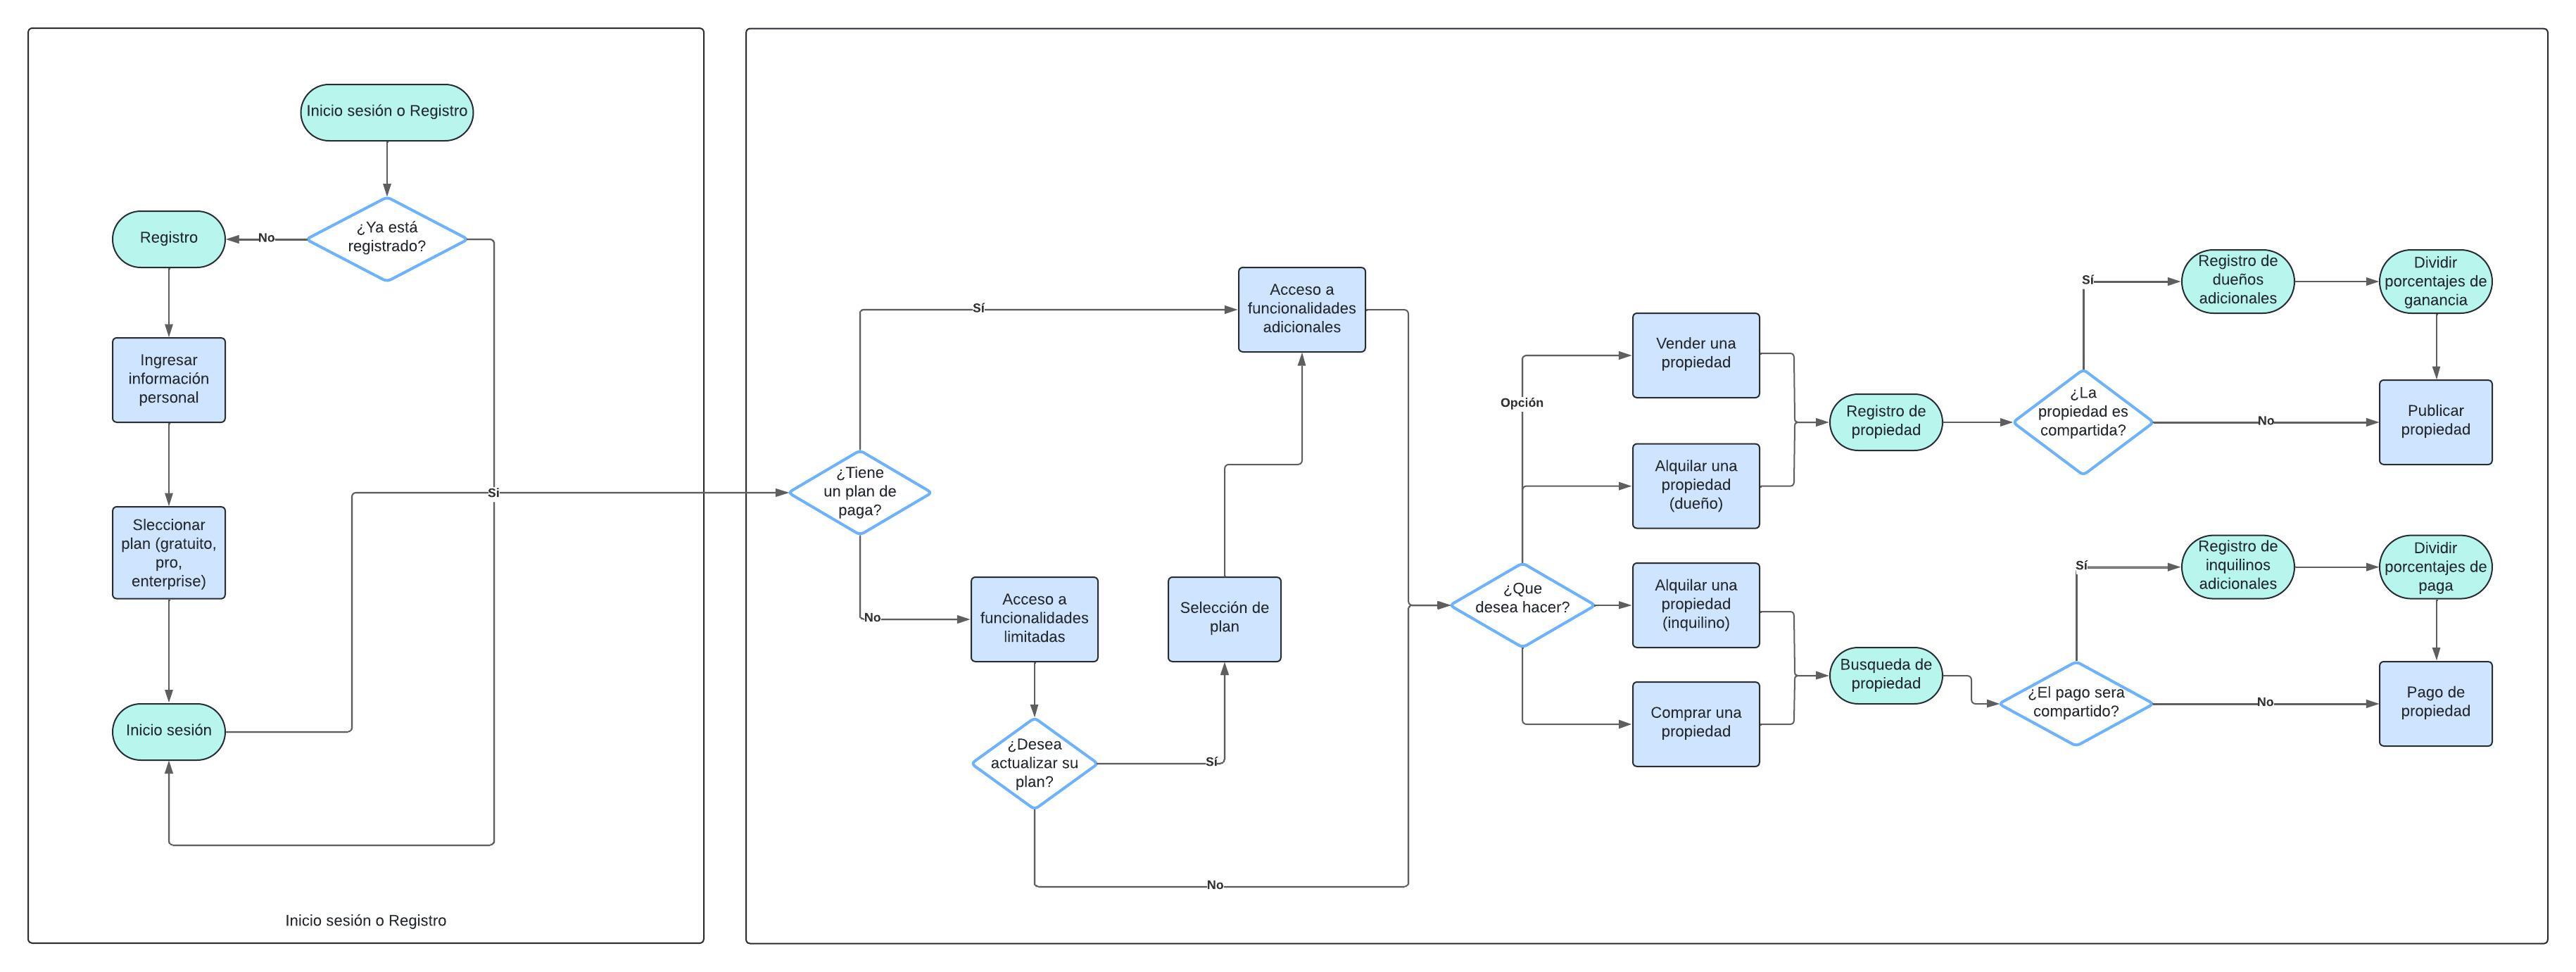 Inicio sesión o Registro
¿Ya está
registrado?
No
Registro
Ingresar
información
personal
Sleccionar
plan (gratuito,
pro,
enterprise)
Inicio sesión
Si
Inicio sesión o Registro
¿Tiene
un plan de
paga?
Sí
Acceso a
funcionalidades
adicionales
No
Acceso a
funcionalidades
limitadas
¿Desea
actualizar su
plan?
Sí
Selección de
plan
No
¿Que
desea hacer?
Opción
Vender una
propiedad
Alquilar una
propiedad
(dueño)
Alquilar una
propiedad
(inquilino)
Comprar una
propiedad
Registro de
propiedad
¿La
propiedad es
compartida?
Sí
Registro de
dueños
adicionales
Dividir
porcentajes de
ganancia
No
Publicar
propiedad
Busqueda de
propiedad
¿El pago sera
compartido?
Sí
Registro de
inquilinos
adicionales
Dividir
porcentajes de
paga
No
Pago de
propiedad